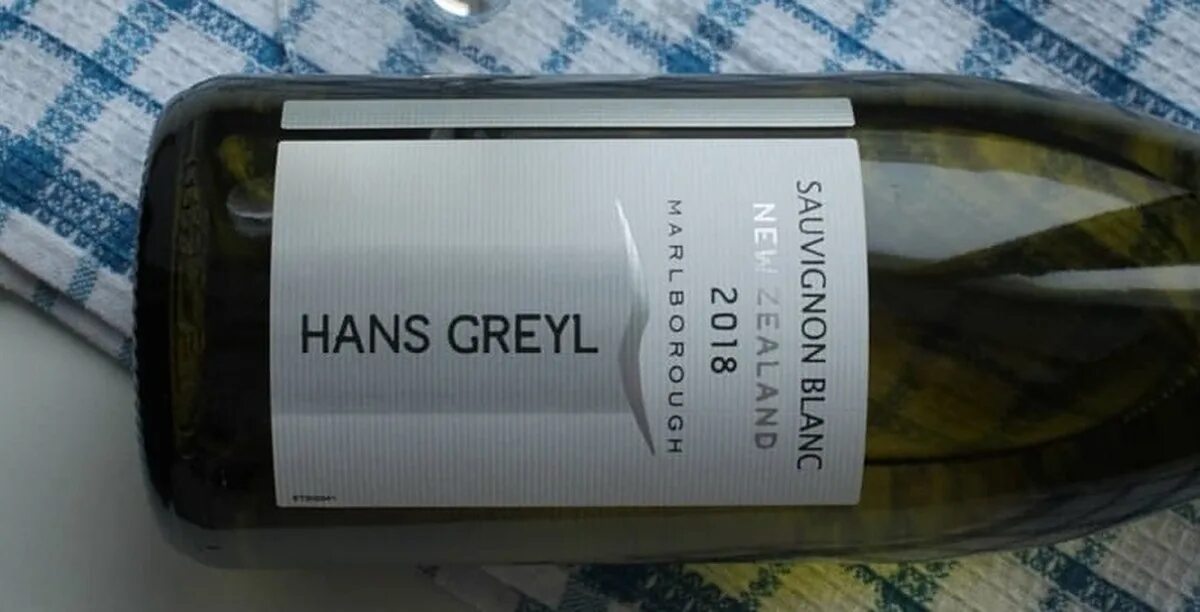 HANS GREYL
MARLBOROUGH
2018
NEW ZEALAND
SAUVIGNON BLANC